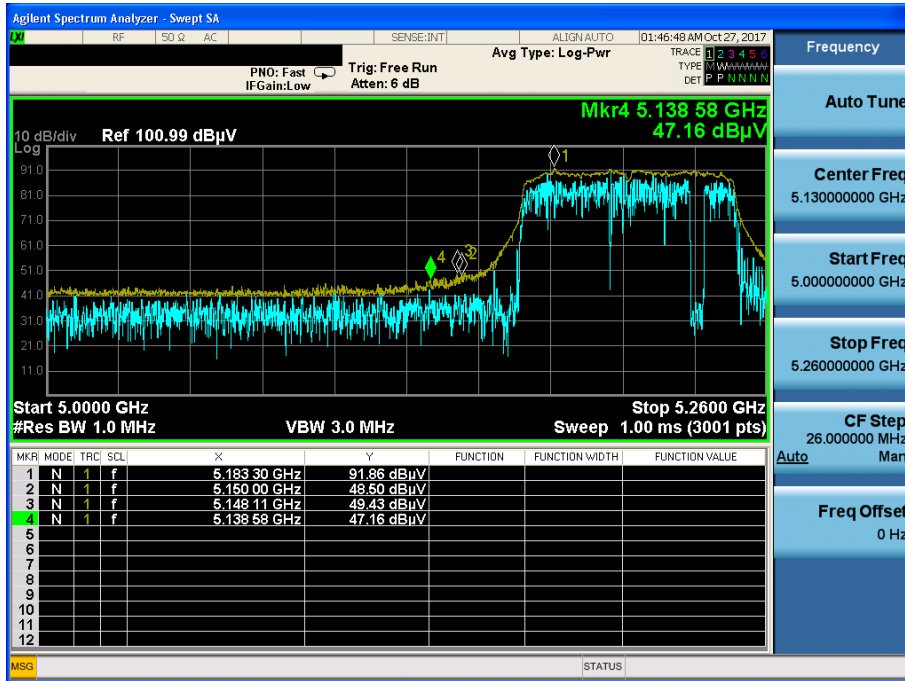 Agilent Spectrum Analyzer - Swept SA
LXI RF 50 Ω AC SENSE:INT ALIGN AUTO 01:46:48 AM Oct 27, 2017
Avg Type: Log-Pwr
TRACE 1 2 3 4 5 6
PNO: Fast Trig: Free Run
TYPE M W W W W W
IFGain:Low Atten: 6 dB
DET P P N N N N
Frequency
Auto Tune
Mkr4 5.138 58 GHz
47.16 dBµV
10 dB/div Ref 100.99 dBµV
Log
91.0
81.0
71.0
61.0
51.0
41.0
31.0
21.0
11.0
1
4
3
2
Start 5.0000 GHz Stop 5.2600 GHz
#Res BW 1.0 MHz VBW 3.0 MHz Sweep 1.00 ms (3001 pts)
Center Freq
5.130000000 GHz
Start Freq
5.000000000 GHz
Stop Freq
5.260000000 GHz
CF Step
26.000000 MHz
Auto Man
Freq Offset
0 Hz
MKR MODE TRC SCL X Y FUNCTION FUNCTION WIDTH FUNCTION VALUE
1 N 1 f 5.183 30 GHz 91.86 dBµV
2 N 1 f 5.150 00 GHz 48.50 dBµV
3 N 1 f 5.148 11 GHz 49.43 dBµV
4 N 1 f 5.138 58 GHz 47.16 dBµV
5
6
7
8
9
10
11
12
MSG STATUS